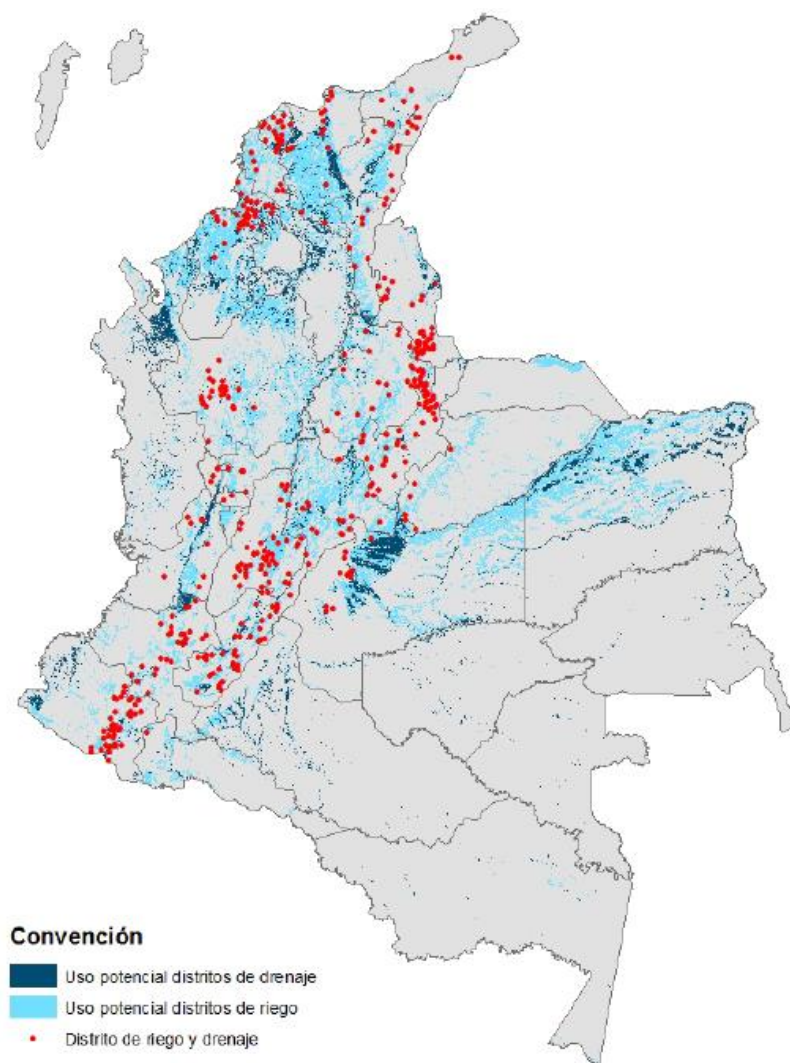 Convención
Uso potencial distritos de drenaje
Uso potencial distritos de riego
Distrito de riego y drenaje